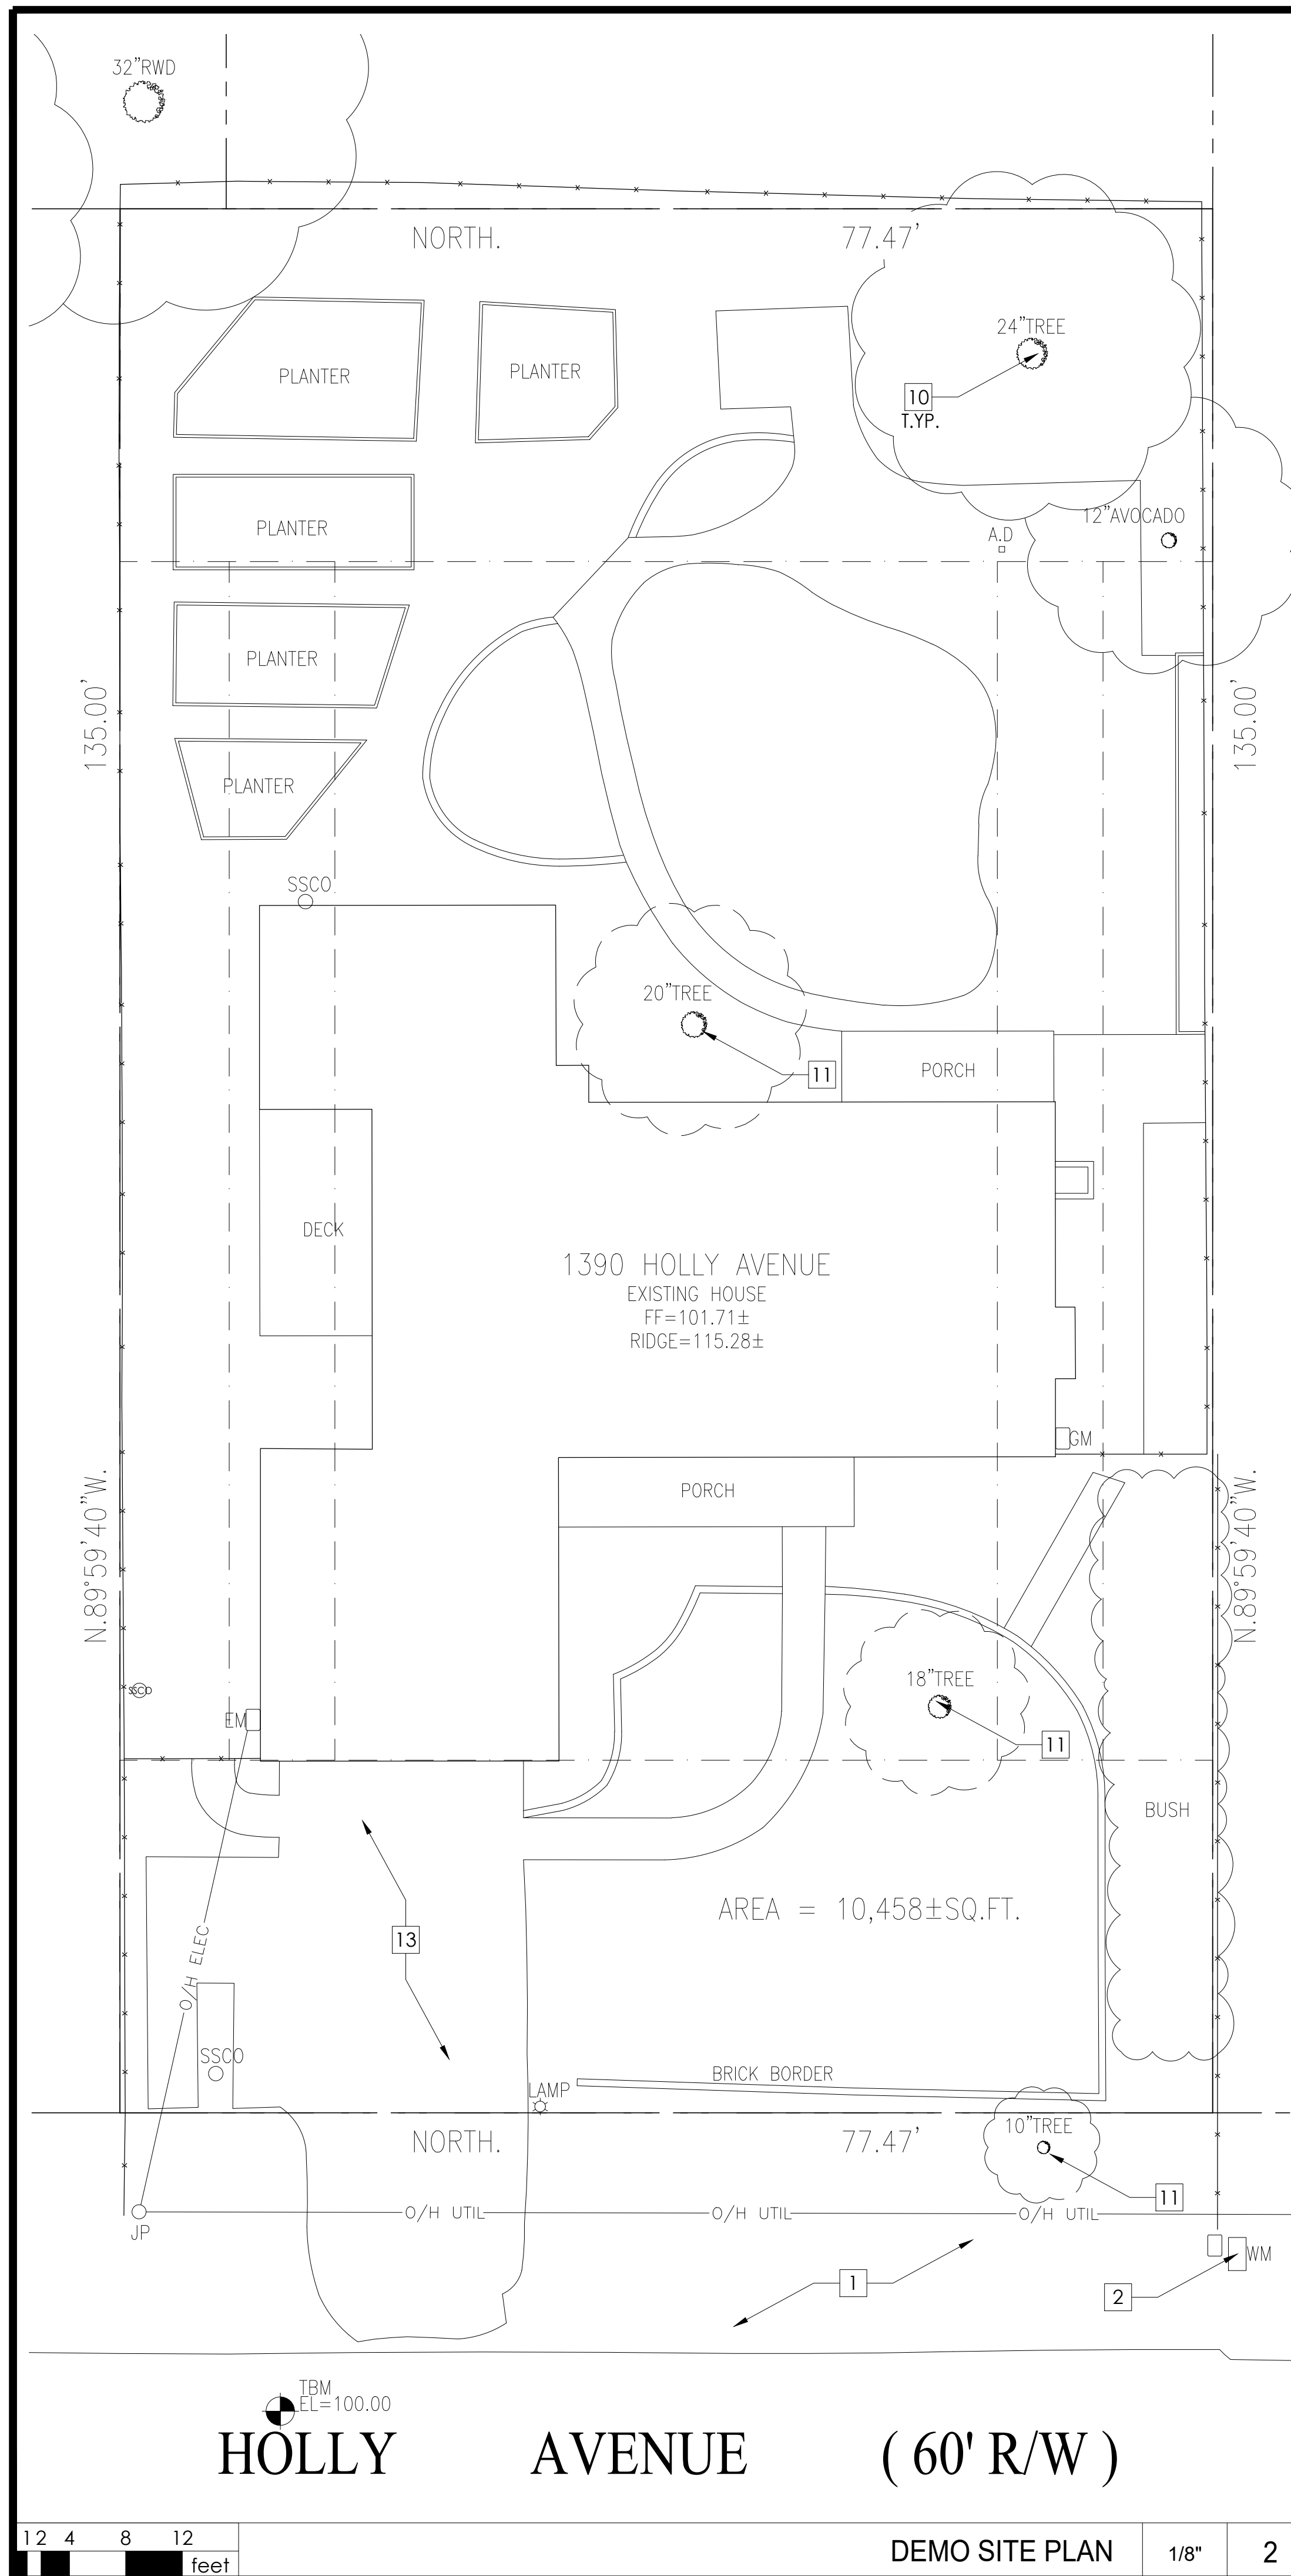 32"RWD
NORTH. 77.47'
24"TREE
PLANTER
PLANTER
10
T.YP.
12"AVOCADO
PLANTER
A.D
PLANTER
135.00'
135.00'
PLANTER
SSCO
20"TREE
11
PORCH
DECK
1390 HOLLY AVENUE
EXISTING HOUSE
FF=101.71±
RIDGE=115.28±
GM
PORCH
N.89°59'40"W.
N.89°59'40"W.
18"TREE
SSCO
EM
11
BUSH
AREA = 10,458±SQ.FT.
13
O/H ELEC
SSCO
BRICK BORDER
LAMP
10"TREE
NORTH. 77.47'
11
O/H UTIL O/H UTIL O/H UTIL
JP
WM
1
2
TBM
EL=100.00
HOLLY AVENUE ( 60' R/W )
1 2 4 8 12
feet
DEMO SITE PLAN 1/8" 2